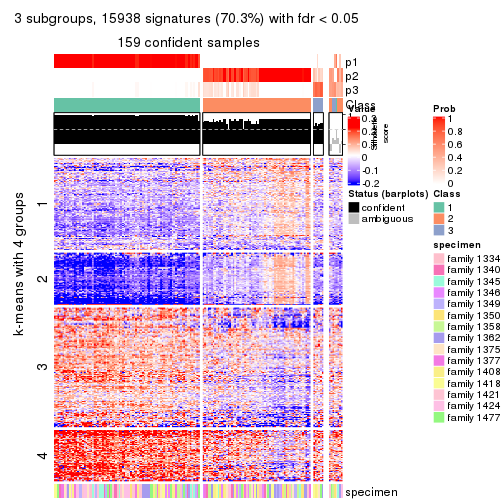 3 subgroups, 15938 signatures (70.3%) with fdr < 0.05
159 confident samples
p1
p2
p3
Class
k-means with 4 groups
1
2
3
4
specimen
Value
0.3
0
-0.1
-0.2
Silhouette
score
Status (barplots)
confident
ambiguous
Prob
1
0.8
0.6
0.4
0.2
0
Class
1
2
3
specimen
family 1334
family 1340
family 1345
family 1346
family 1349
family 1350
family 1358
family 1362
family 1375
family 1377
family 1408
family 1418
family 1421
family 1424
family 1477